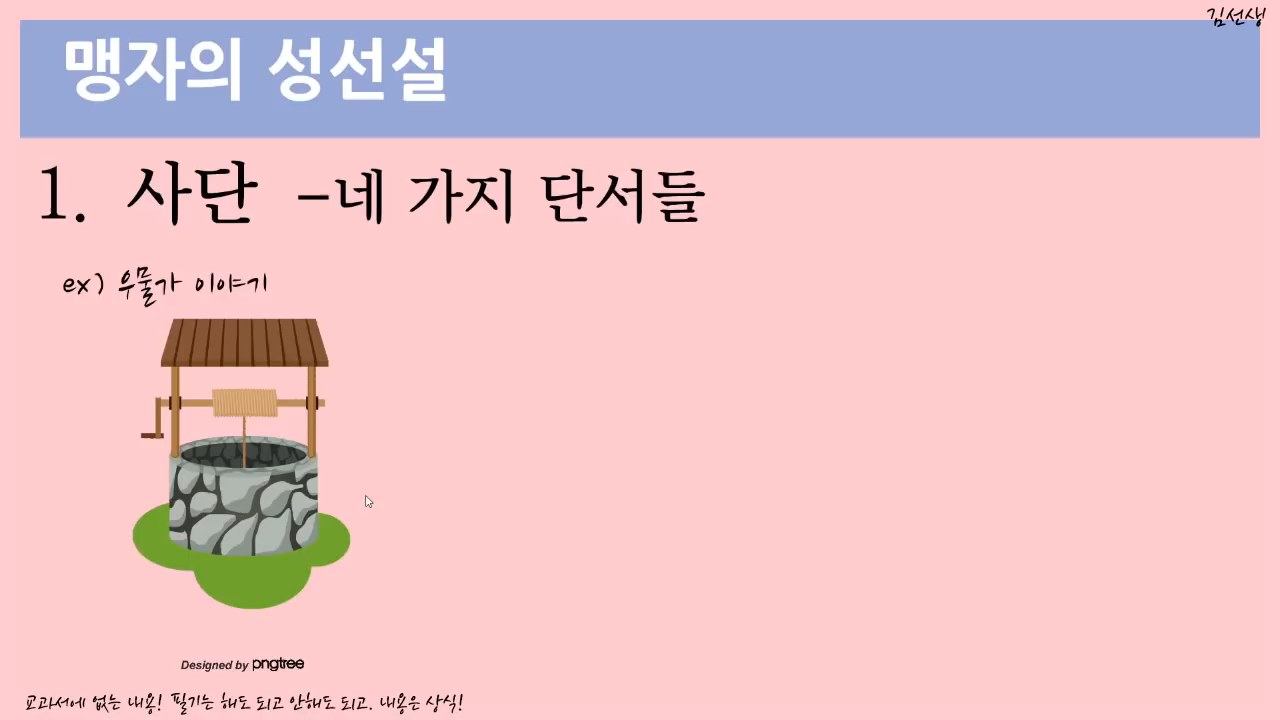 김선생
맹자의 성선설
1. 사단 -네 가지 단서들
ex) 우물가 이야기
Designed by pngtree
교과서에 없는 내용! 필기는 해도 되고 안해도 되고. 내용은 상식!